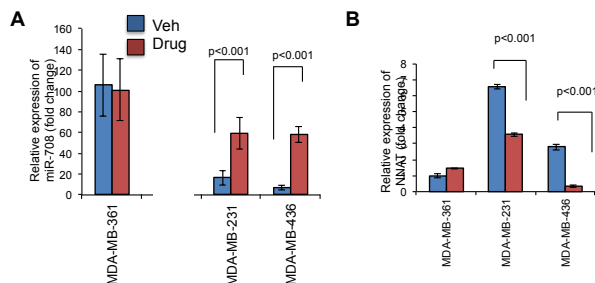 A
Veh
Drug
Relative expression of
miR-708 (fold change)
160
140
120
100
80
60
40
20
0
p<0.001
p<0.001
MDA-MB-361
MDA-MB-231
MDA-MB-436
B
Relative expression of
NNAT (fold change)
8
7
6
5
4
3
2
1
0
p<0.001
p<0.001
MDA-MB-361
MDA-MB-231
MDA-MB-436